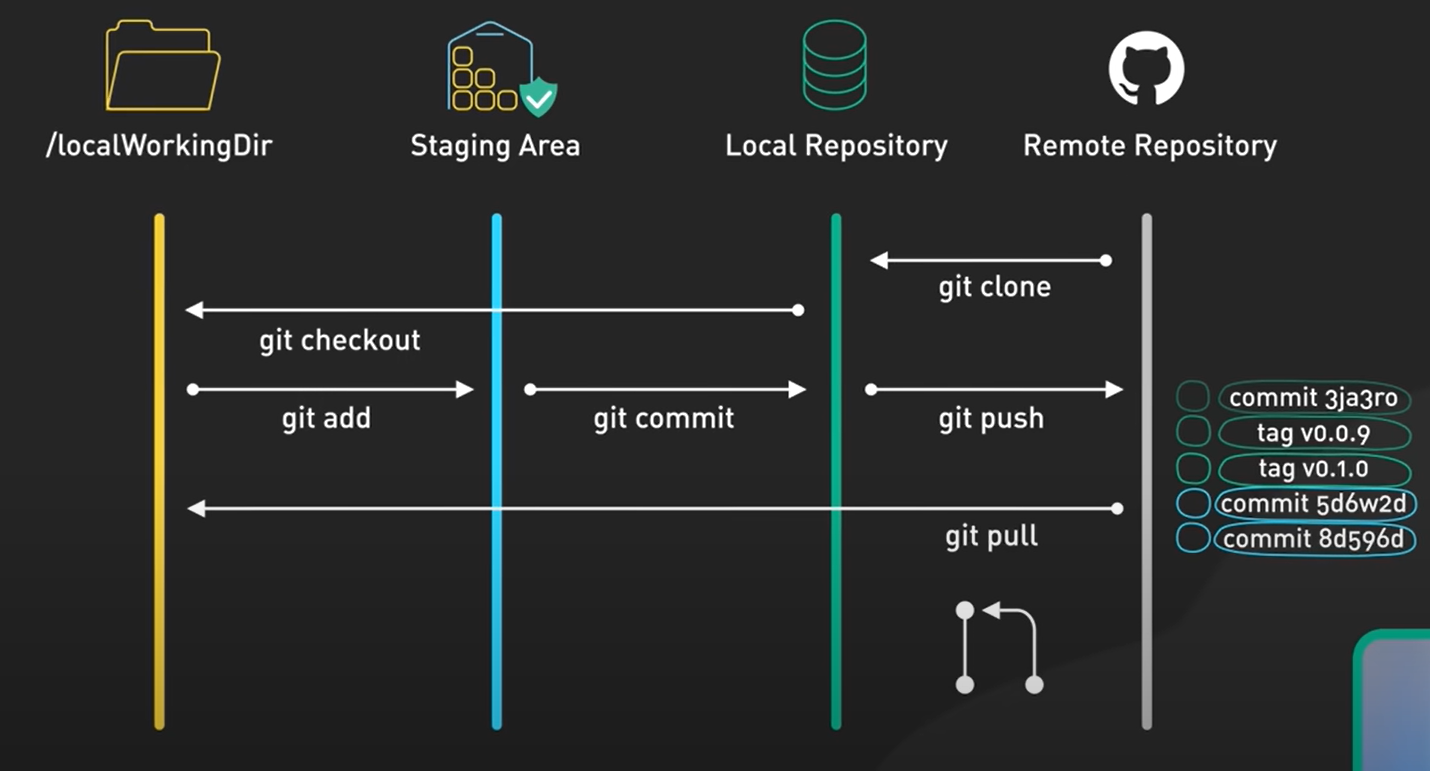 /localWorkingDir
Staging Area
Local Repository
Remote Repository
git clone
git checkout
git add
git commit
git push
commit 3ja3ro
tag v0.0.9
tag v0.1.0
commit 5d6w2d
commit 8d596d
git pull